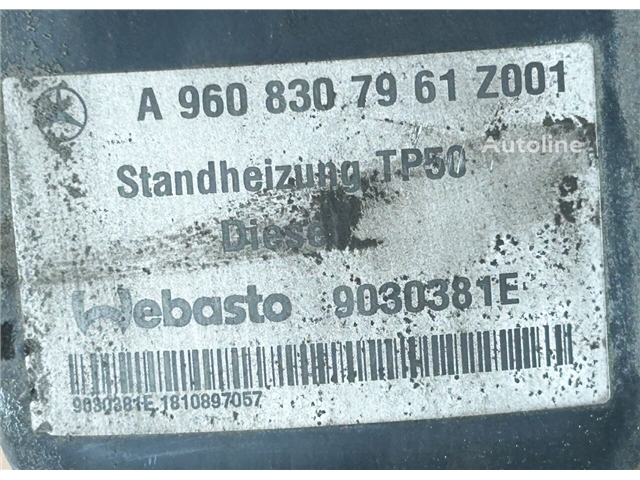 A 960 830 79 61 Z001
Autoline
Standheizung TP50
Diesel
Webasto 9030381E
9030381E 1810897057